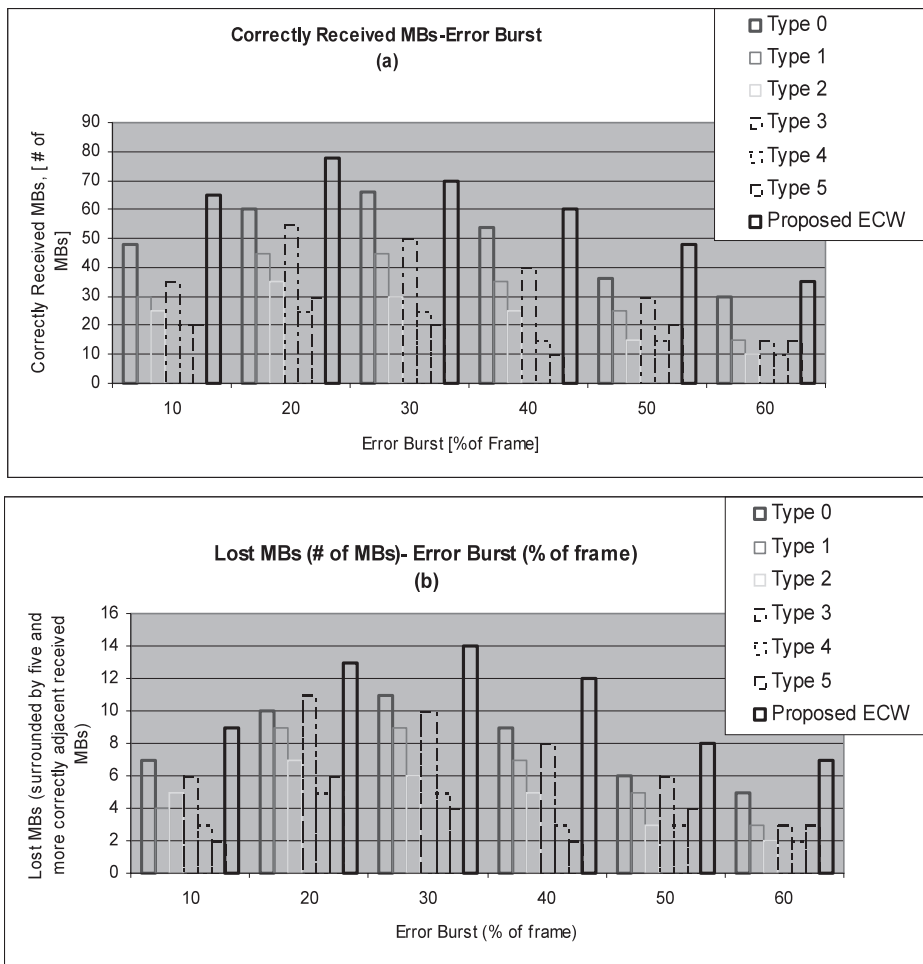 Correctly Received MBs-Error Burst
(a)
Type 0
Type 1
Type 2
Type 3
Type 4
Type 5
Proposed ECW
Correctly Received MBs, [ # of
MBs]
90
80
70
60
50
40
30
20
10
0
10 20 30 40 50 60
Error Burst [%of Frame]
Lost MBs (# of MBs)- Error Burst (% of frame)
(b)
Type 0
Type 1
Type 2
Type 3
Type 4
Type 5
Proposed ECW
Lost MBs (surrounded by five and
more correctly adjacent received
MBs)
16
14
12
10
8
6
4
2
0
10 20 30 40 50 60
Error Burst (% of frame)